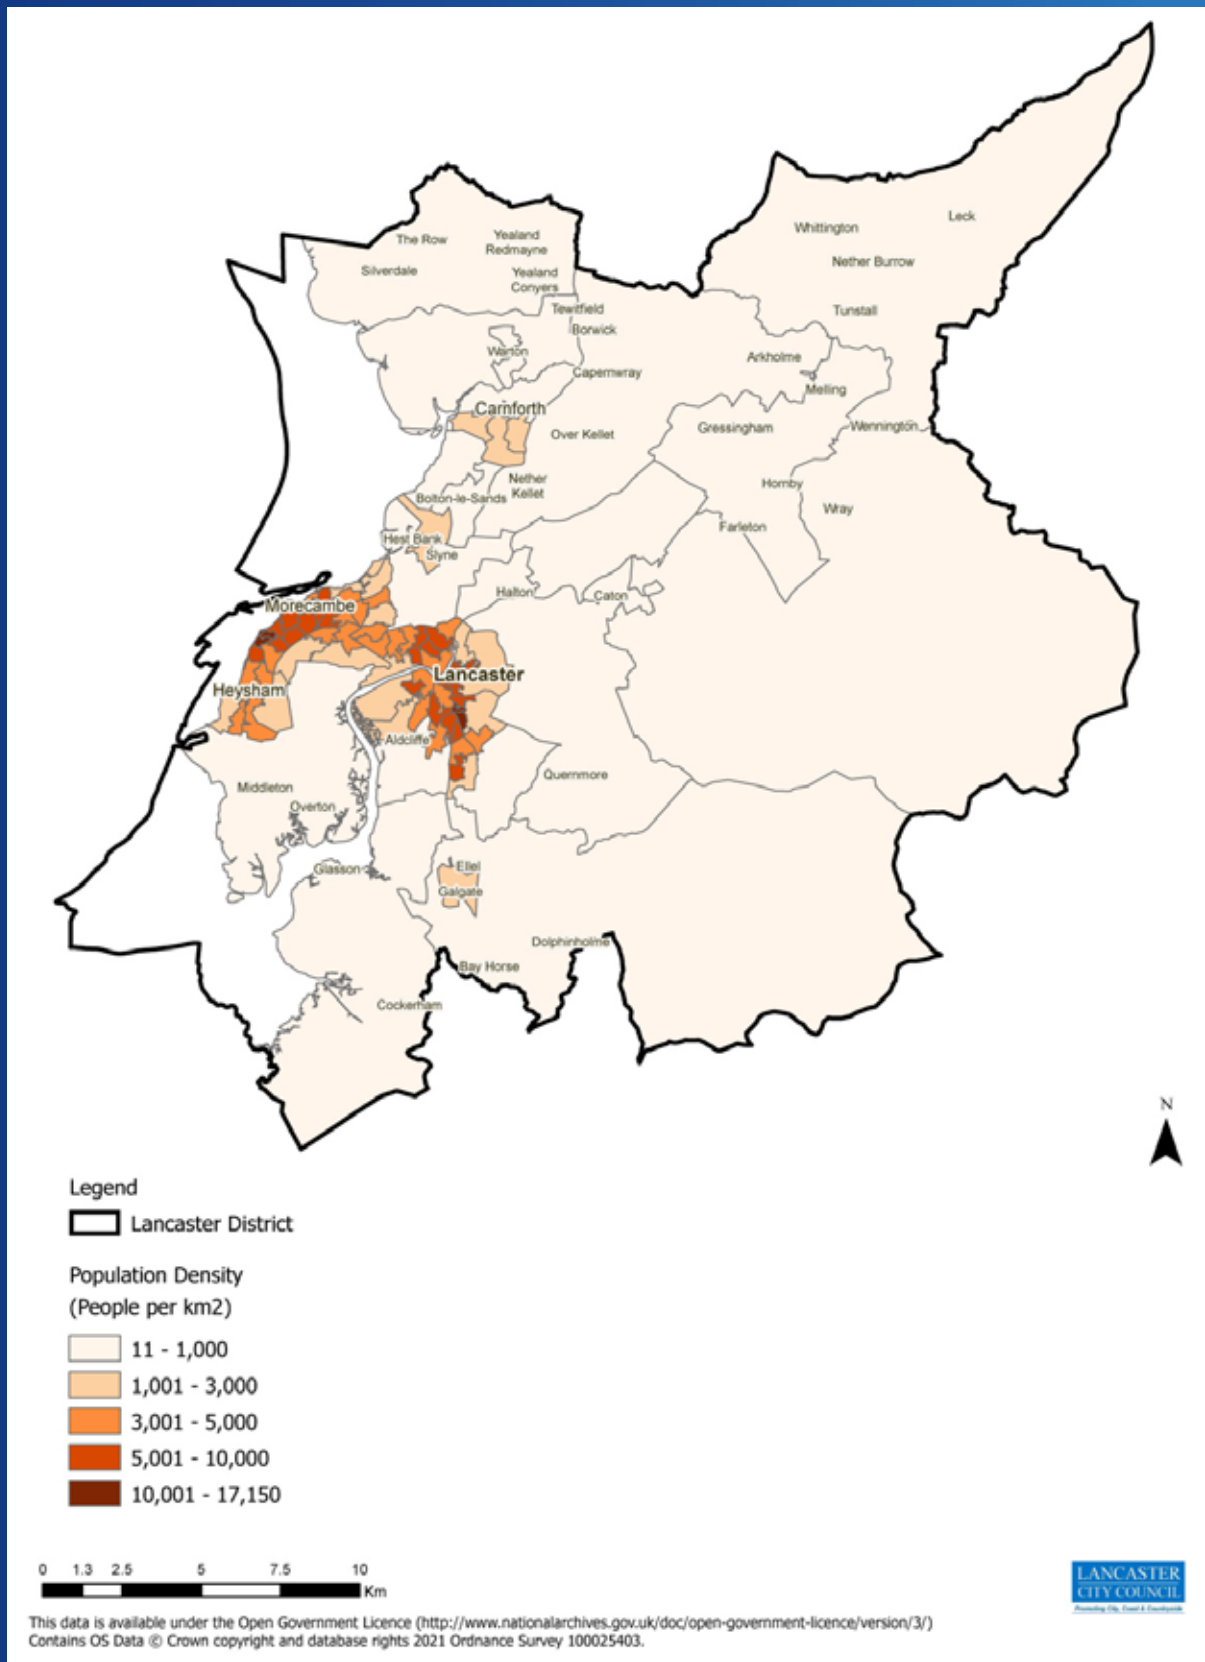 Leck
Whittington
The Row
Yealand
Redmayne
Nether Burrow
Silverdale
Yealand
Conyers
Tewitfield
Tunstall
Borwick
Warton
Arkholme
Capernwray
Melling
Carnforth
Over Kellet
Gressingham
Wennington
Nether
Kellet
Hornby
Bolton-le-Sands
Wray
Farleton
Hest Bank
Slyne
Halton
Caton
Morecambe
Lancaster
Heysham
Aldcliffe
Quernmore
Middleton
Overton
Glasson
Ellel
Galgate
Dolphinholme
Bay Horse
Cockerham
N
Legend
Lancaster District
Population Density
(People per km2)
11 - 1,000
1,001 - 3,000
3,001 - 5,000
5,001 - 10,000
10,001 - 17,150
0 1.3 2.5 5 7.5 10
Km
LANCASTER
CITY COUNCIL
Promoting City, Coast & Countryside
This data is available under the Open Government Licence (http://www.nationalarchives.gov.uk/doc/open-government-licence/version/3/)
Contains OS Data © Crown copyright and database rights 2021 Ordnance Survey 100025403.